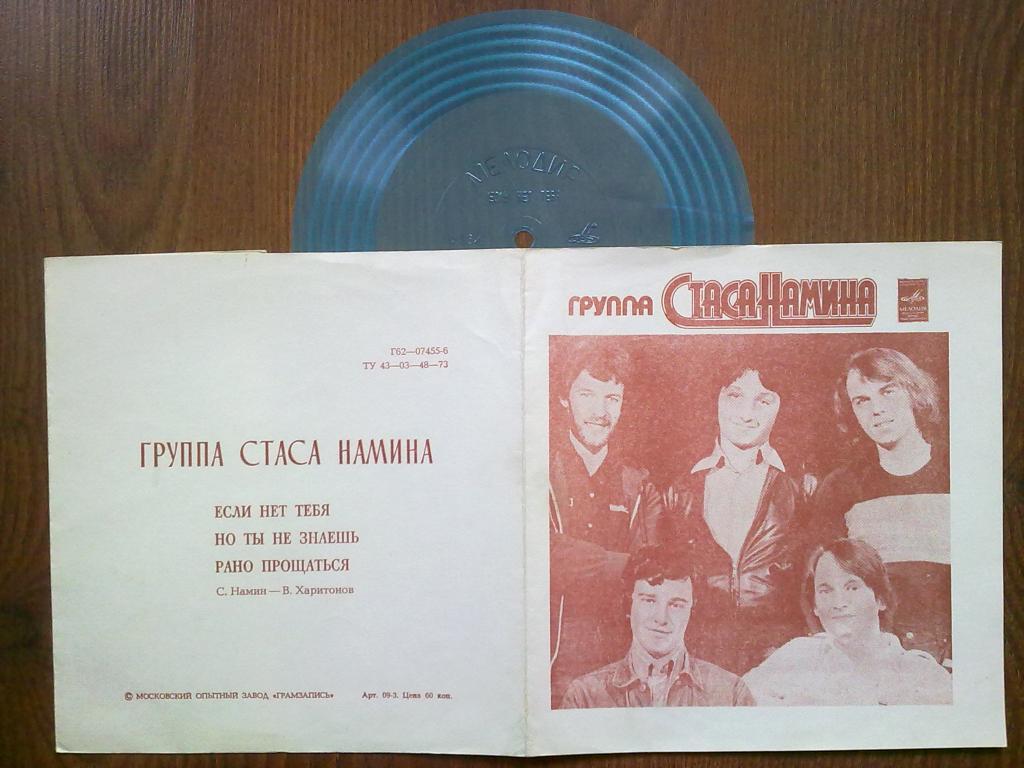 МЕЛОДИЯ
ГРУППА СТАСА НАМИНА
МЕЛОДИЯ
Г62—07455-6
ТУ 43—03—48—73
ГРУППА СТАСА НАМИНА
ЕСЛИ НЕТ ТЕБЯ
НО ТЫ НЕ ЗНАЕШЬ
РАНО ПРОЩАТЬСЯ
С. Намин — В. Харитонов
© МОСКОВСКИЙ ОПЫТНЫЙ ЗАВОД «ГРАМЗАПИСЬ» Арт. 09-3. Цена 60 коп.